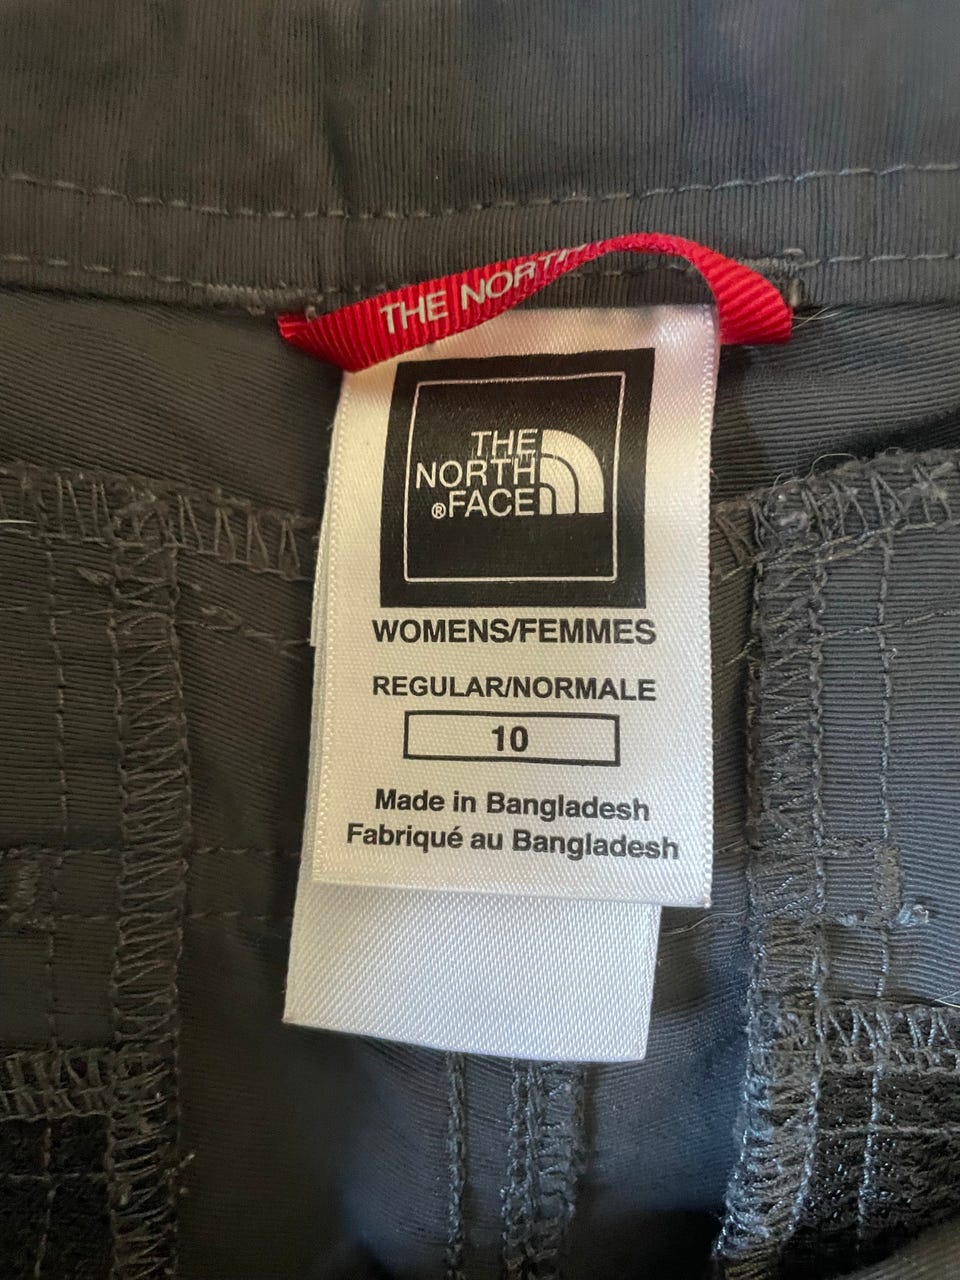 THE NORTH
THE
NORTH
®FACE
WOMENS/FEMMES
REGULAR/NORMALE
10
Made in Bangladesh
Fabriqué au Bangladesh